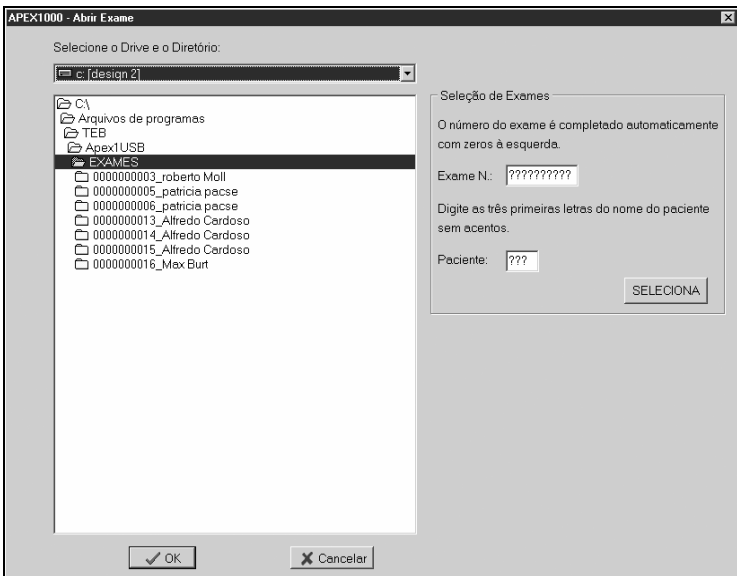 APEX1000 - Abrir Exame
Selecione o Drive e o Diretório:
c: [design 2]
C:\
Arquivos de programas
TEB
Apex1USB
EXAMES
0000000003_roberto Moll
0000000005_patricia pacse
0000000006_patricia pacse
0000000013_Alfredo Cardoso
0000000014_Alfredo Cardoso
0000000015_Alfredo Cardoso
0000000016_Max Burt
Seleção de Exames
O número do exame é completado automaticamente
com zeros à esquerda.
Exame N.: ??????????
Digite as três primeiras letras do nome do paciente
sem acentos.
Paciente: ???
SELECIONA
OK
Cancelar